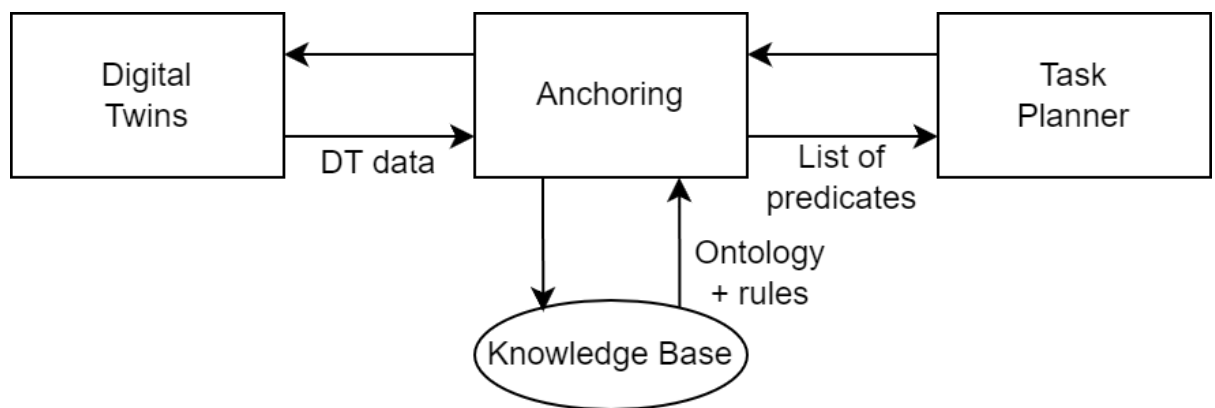 Digital
Twins
DT data
Anchoring
List of
predicates
Task
Planner
Ontology
+ rules
Knowledge Base